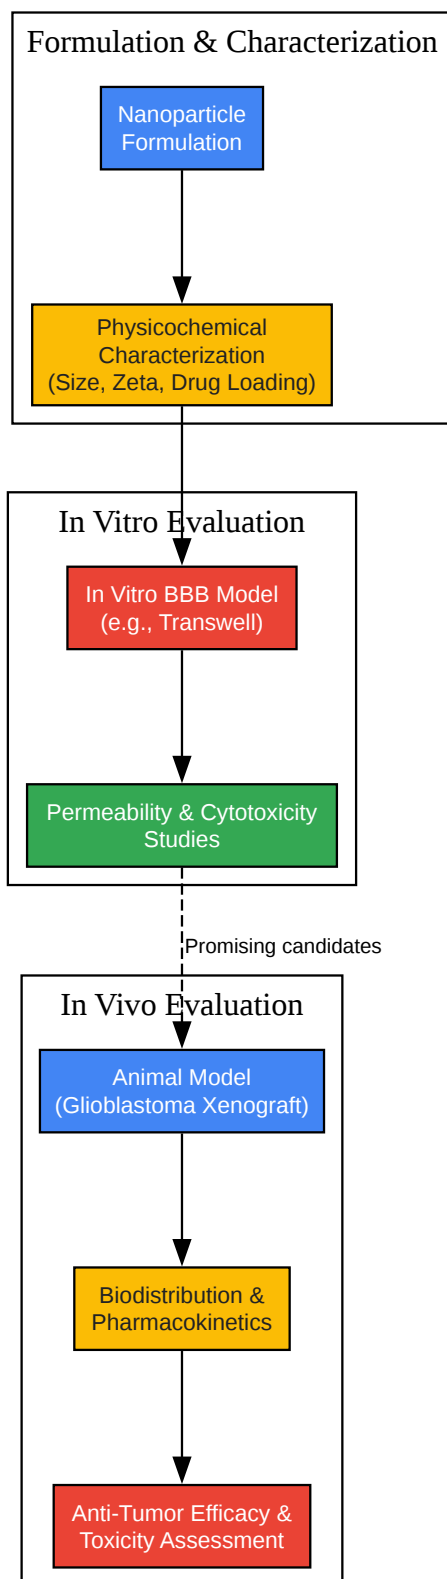 Formulation & Characterization
Nanoparticle
Formulation
Physicochemical
Characterization
(Size, Zeta, Drug Loading)
In Vitro Evaluation
In Vitro BBB Model
(e.g., Transwell)
Permeability & Cytotoxicity
Studies
Promising candidates
In Vivo Evaluation
Animal Model
(Glioblastoma Xenograft)
Biodistribution &
Pharmacokinetics
Anti-Tumor Efficacy &
Toxicity Assessment